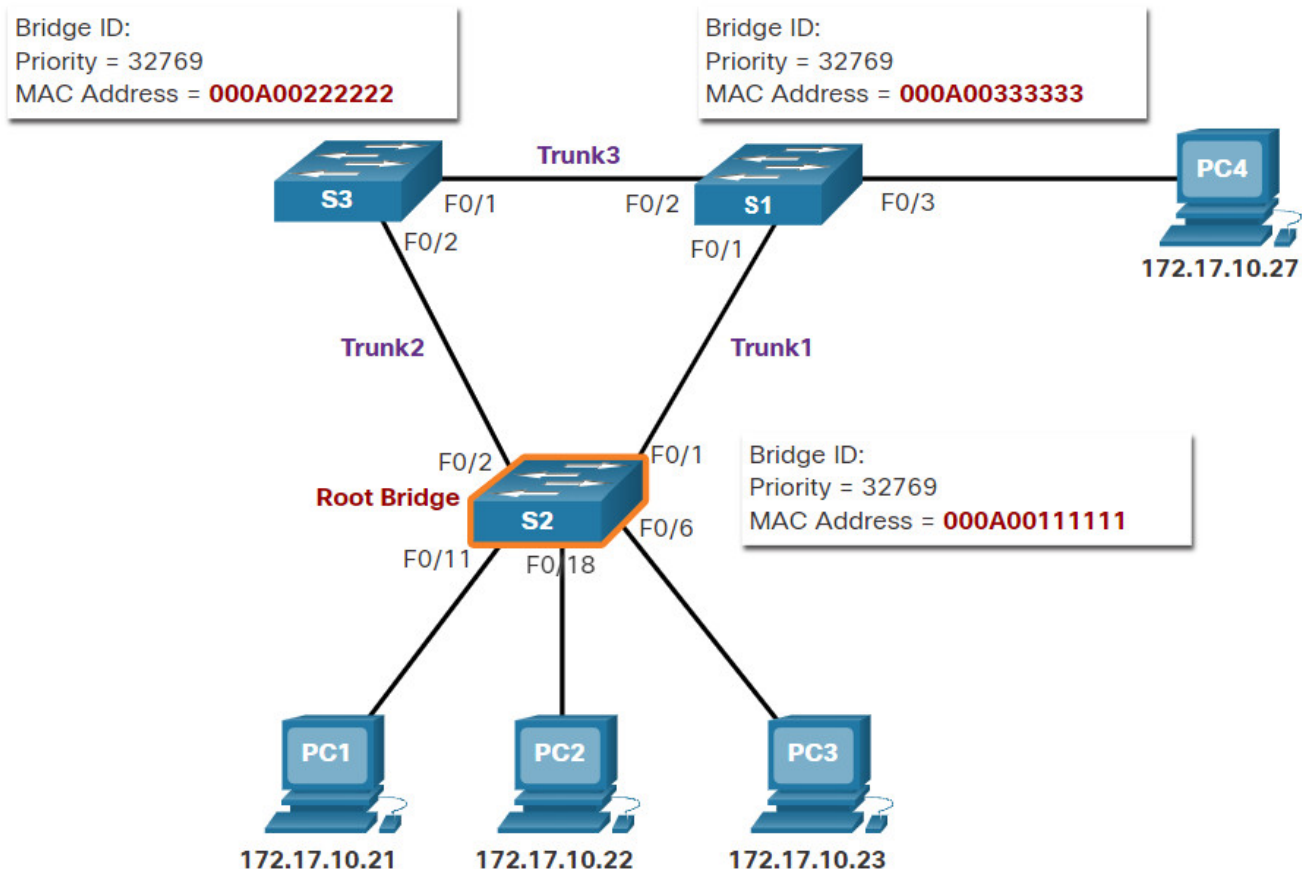 Bridge ID:
Priority = 32769
MAC Address = 000A00222222
Bridge ID:
Priority = 32769
MAC Address = 000A00333333
Trunk3
PC4
S3
F0/1
F0/2
S1
F0/3
F0/2
F0/1
172.17.10.27
Trunk2
Trunk1
F0/2
F0/1
Bridge ID:
Priority = 32769
MAC Address = 000A00111111
Root Bridge
S2
F0/6
F0/11
F0/18
PC1
PC2
PC3
172.17.10.21
172.17.10.22
172.17.10.23